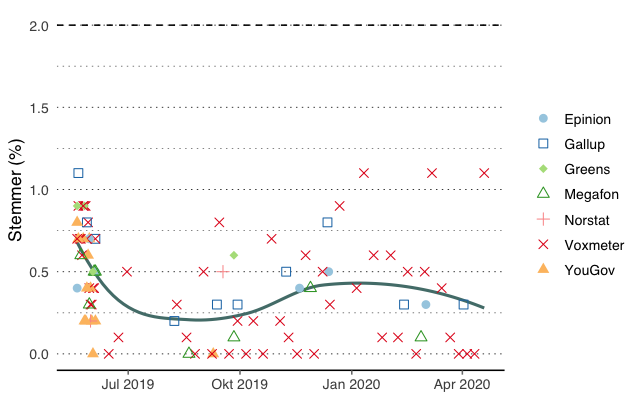 Stemmer (%)
2.0
1.5
1.0
0.5
0.0
Jul 2019
Okt 2019
Jan 2020
Apr 2020
Epinion
Gallup
Greens
Megafon
Norstat
Voxmeter
YouGov